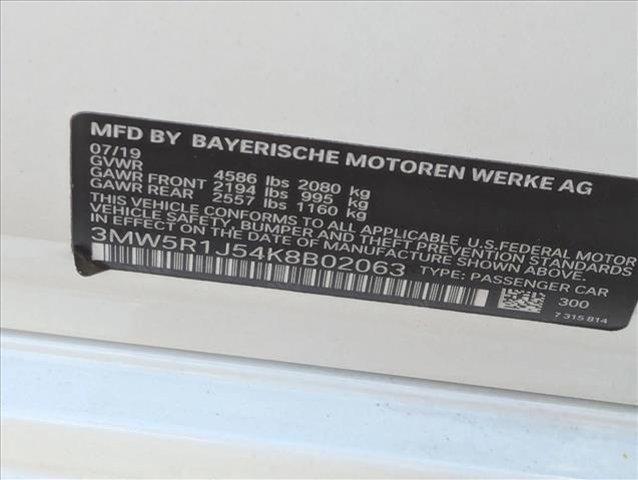 MFD BY BAYERISCHE MOTOREN WERKE AG
07/19
GVWR 4586 lbs 2080 kg
GAWR FRONT 2194 lbs 995 kg
GAWR REAR 2557 lbs 1160 kg
THIS VEHICLE CONFORMS TO ALL APPLICABLE U.S.FEDERAL MOTOR
VEHICLE SAFETY, BUMPER AND THEFT PREVENTION STANDARDS
IN EFFECT ON THE DATE OF MANUFACTURE SHOWN ABOVE.
3MW5R1J54K8B02063 TYPE: PASSENGER CAR
300
7 315 814